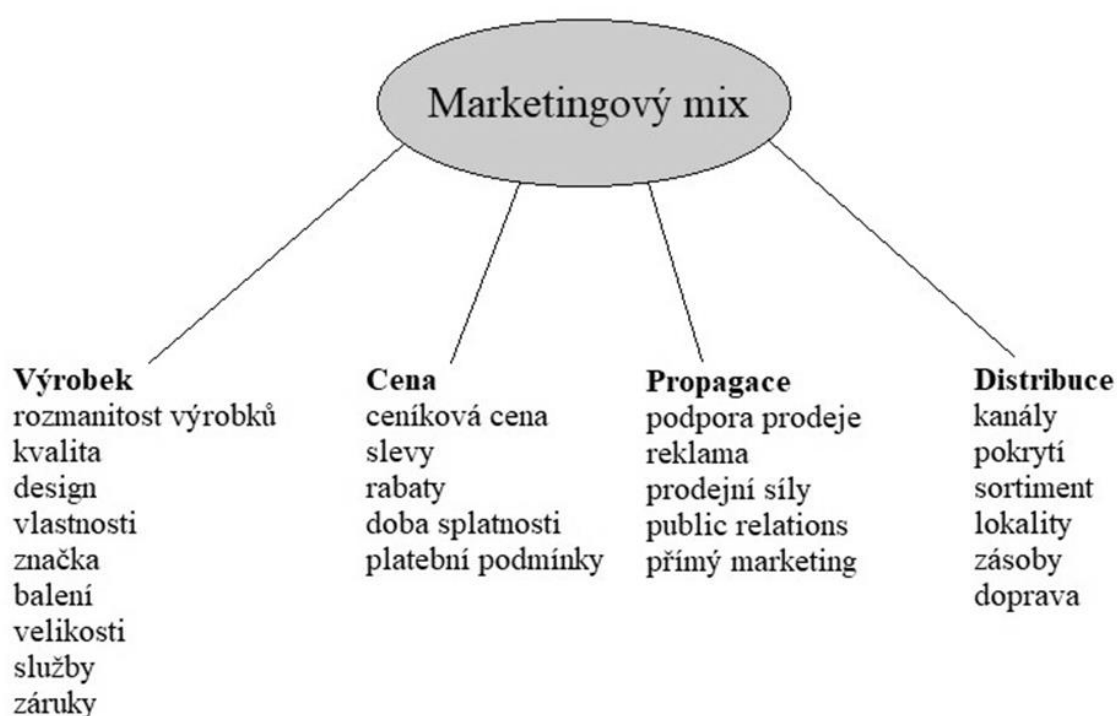 Marketingový mix
Výrobek
rozmanitost výrobků
kvalita
design
vlastnosti
značka
balení
velikosti
služby
záruky
Cena
ceníková cena
slevy
rabaty
doba splatnosti
platební podmínky
Propagace
podpora prodeje
reklama
prodejní síly
public relations
přímý marketing
Distribuce
kanály
pokrytí
sortiment
lokality
zásoby
doprava